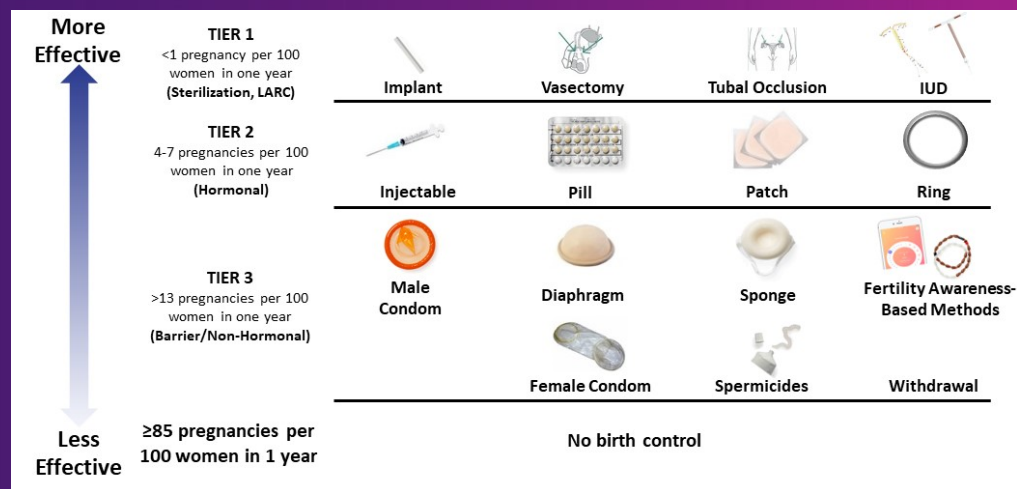 More
Effective
TIER 1
<1 pregnancy per 100
women in one year
(Sterilization, LARC)
Implant
Vasectomy
Tubal Occlusion
IUD
TIER 2
4-7 pregnancies per 100
women in one year
(Hormonal)
Injectable
Pill
Patch
Ring
TIER 3
>13 pregnancies per 100
women in one year
(Barrier/Non-Hormonal)
Male
Condom
Diaphragm
Sponge
Fertility Awareness-
Based Methods
Female Condom
Spermicides
Withdrawal
Less
Effective
≥85 pregnancies per
100 women in 1 year
No birth control